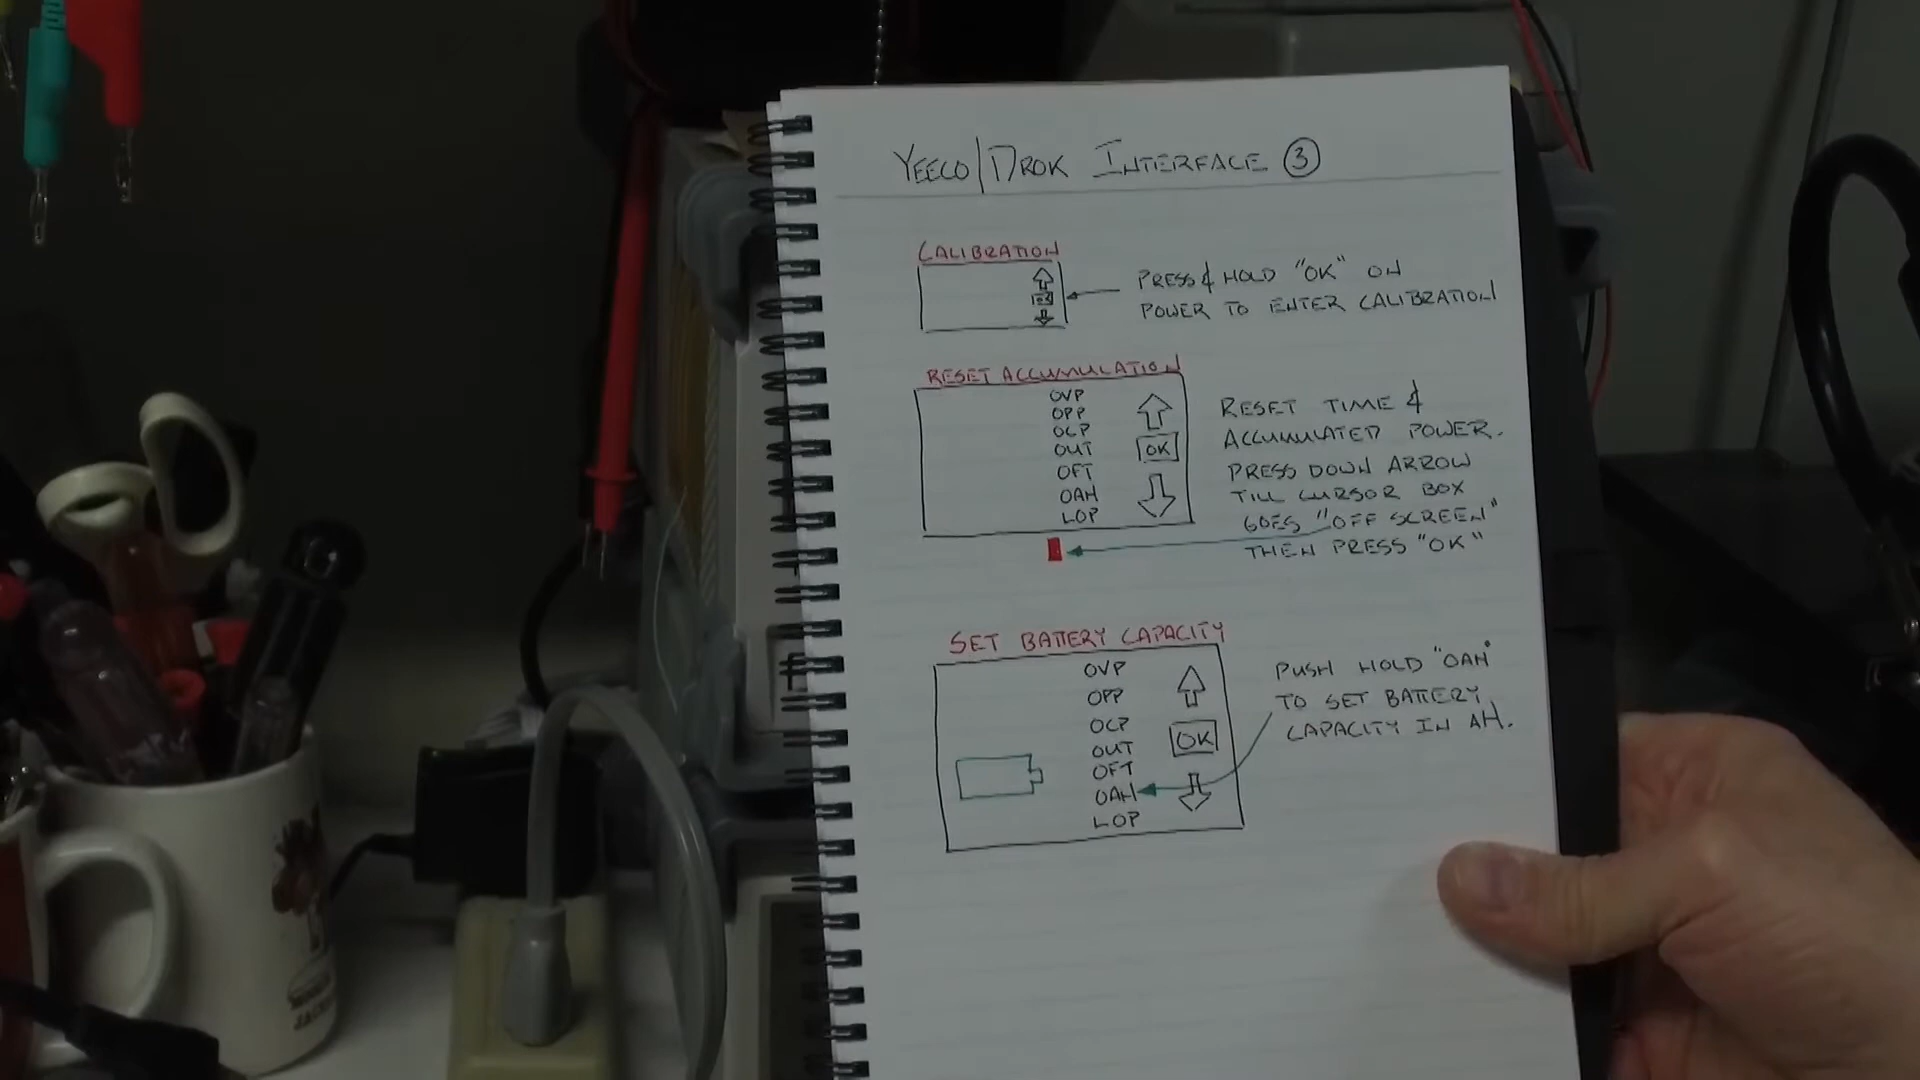 YEECO/DROK INTERFACE ③
CALIBRATION
PRESS & HOLD "OK" ON
POWER TO ENTER CALIBRATION
RESET ACCUMULATION
OVP
OPP
OCP
OUT
OFT
OAH
LOP
OK
RESET TIME &
ACCUMULATED POWER.
PRESS DOWN ARROW
TILL CURSOR BOX
GOES "OFF SCREEN"
THEN PRESS "OK"
SET BATTERY CAPACITY
OVP
OPP
OCP
OUT
OFT
OAH
LOP
OK
PUSH HOLD "OAH"
TO SET BATTERY
CAPACITY IN AH.